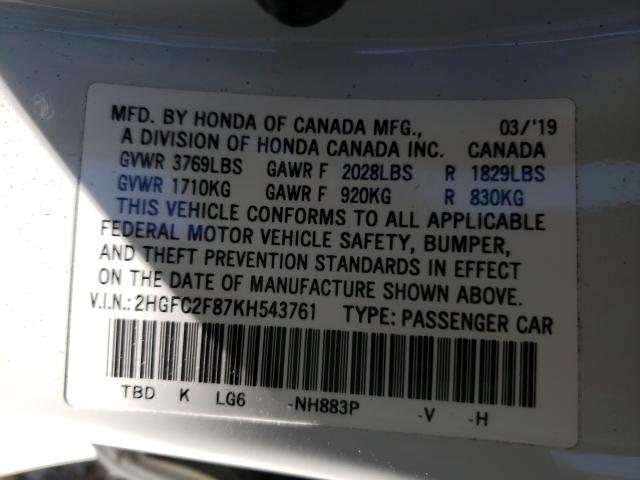 MFD. BY HONDA OF CANADA MFG., 03/'19
A DIVISION OF HONDA CANADA INC. CANADA
GVWR 3769LBS GAWR F 2028LBS R 1829LBS
GVWR 1710KG GAWR F 920KG R 830KG
THIS VEHICLE CONFORMS TO ALL APPLICABLE
FEDERAL MOTOR VEHICLE SAFETY, BUMPER,
AND THEFT PREVENTION STANDARDS IN EFFECT
ON THE DATE OF MANUFACTURE SHOWN ABOVE.
V.I.N.: 2HGFC2F87KH543761 TYPE: PASSENGER CAR
TBD K LG6 -NH883P -V -H